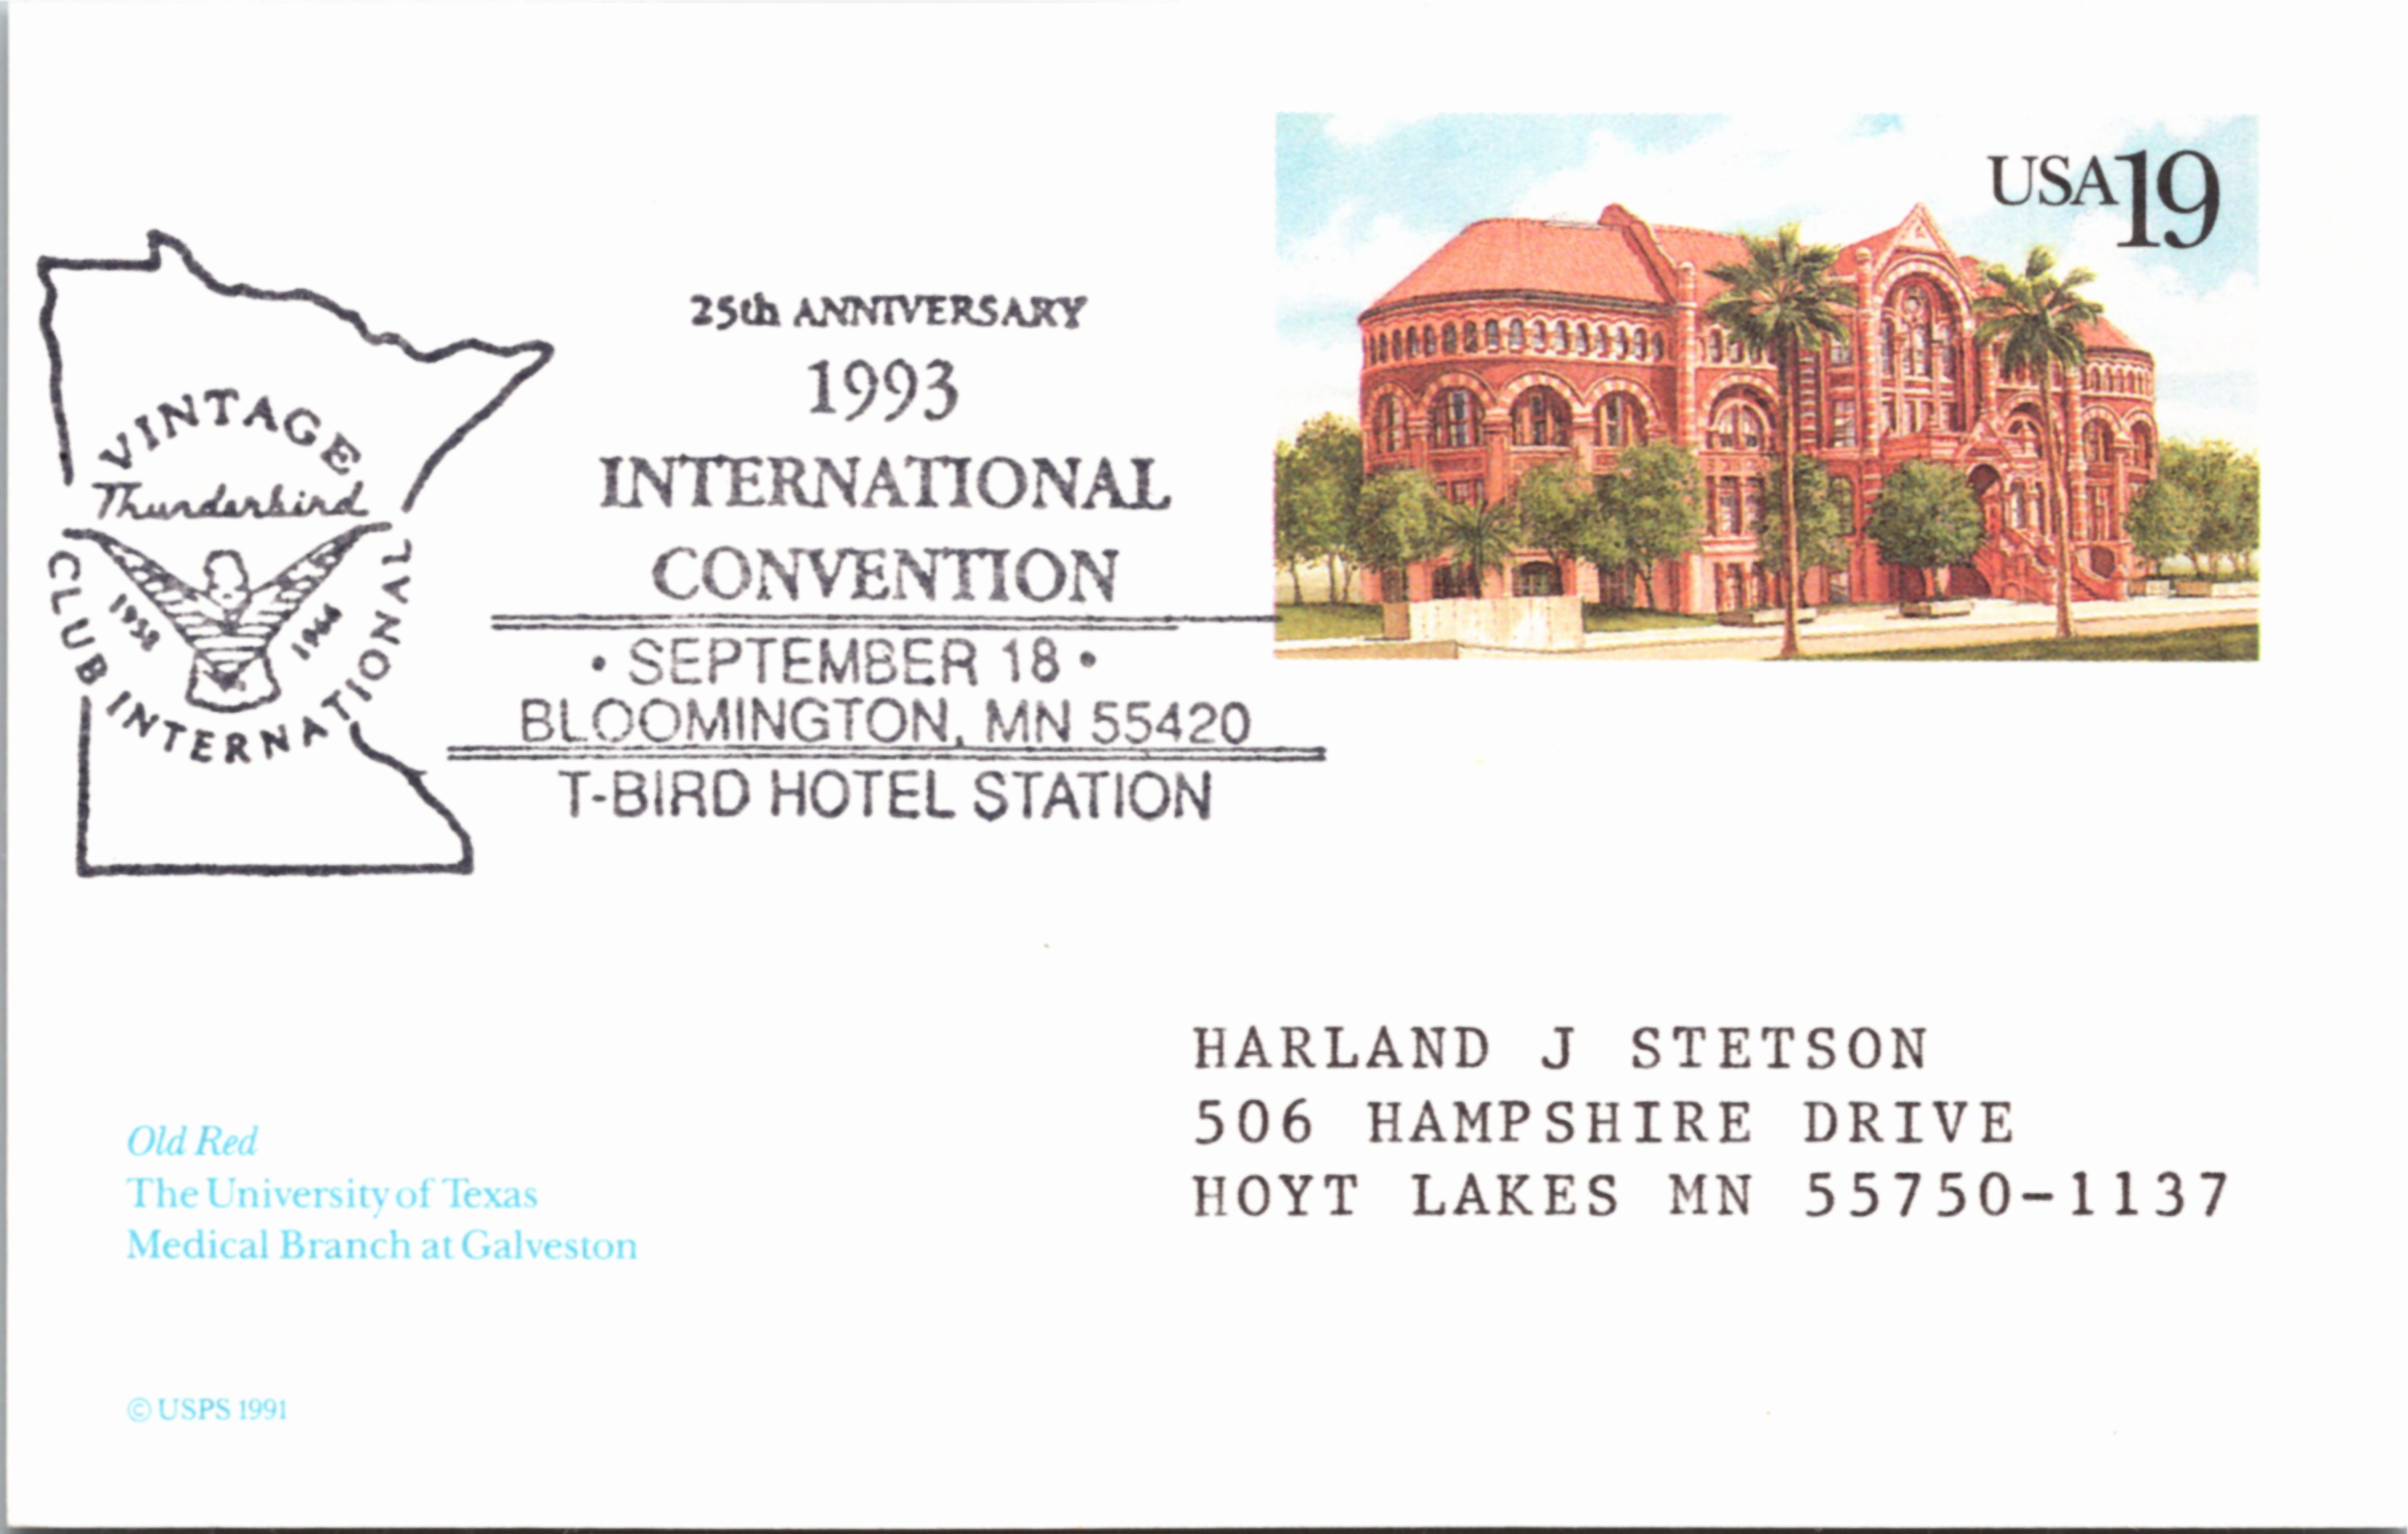 VINTAGE
Thunderbird
CLUB INTERNATIONAL
1958 1966
25th ANNIVERSARY
1993
INTERNATIONAL
CONVENTION
• SEPTEMBER 18 •
BLOOMINGTON, MN 55420
T-BIRD HOTEL STATION
USA19
HARLAND J STETSON
506 HAMPSHIRE DRIVE
HOYT LAKES MN 55750-1137
Old Red
The University of Texas
Medical Branch at Galveston
© USPS 1991